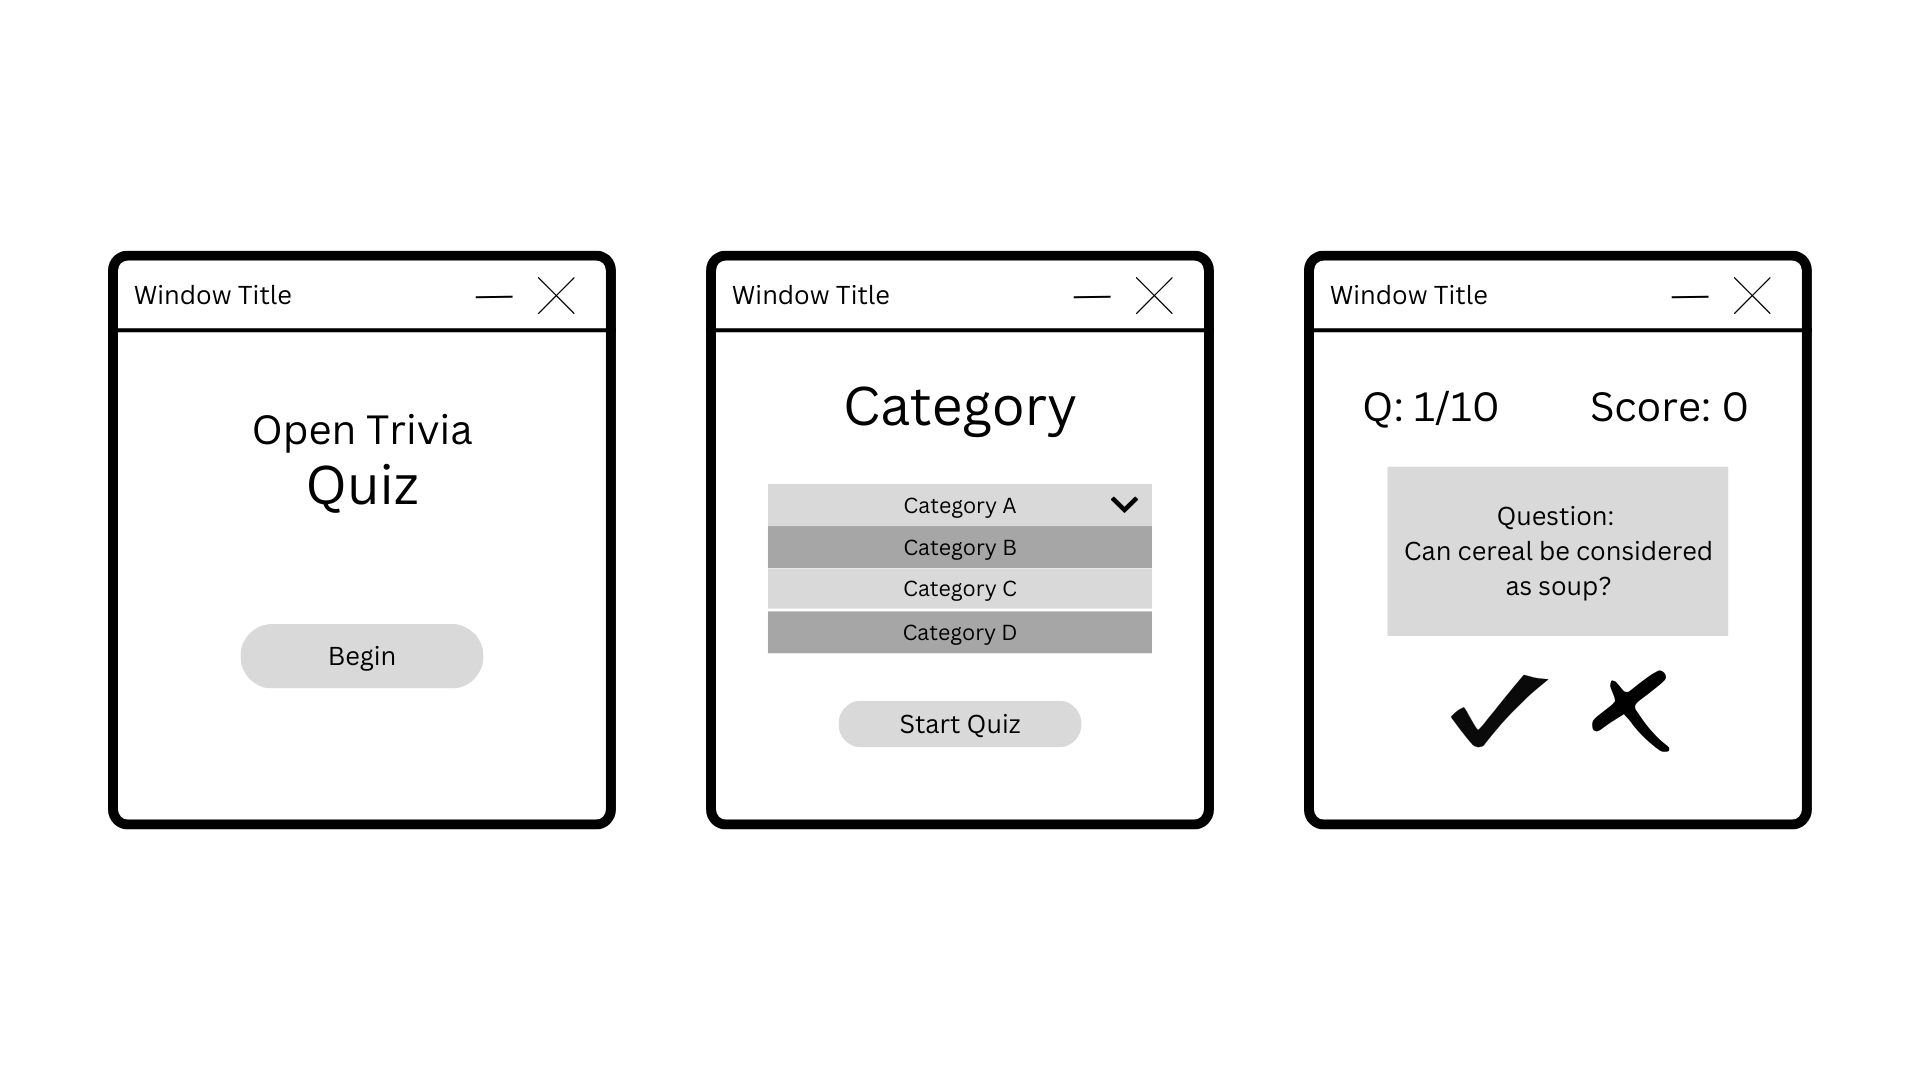 Window Title
Open Trivia
Quiz
Begin
Window Title
Category
Category A
Category B
Category C
Category D
Start Quiz
Window Title
Q: 1/10
Score: 0
Question:
Can cereal be considered
as soup?